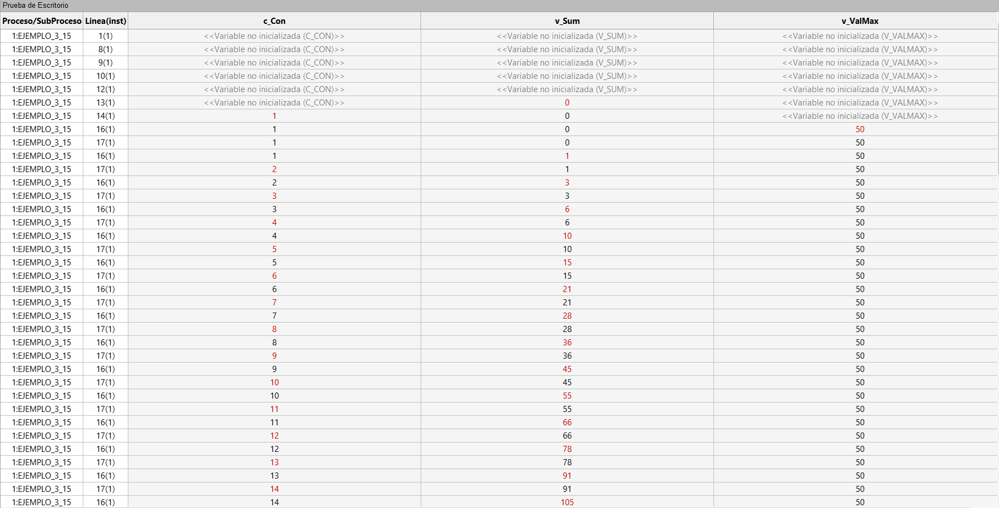 Prueba de Escritorio
Proceso/SubProceso Linea(inst) c_Con v_Sum v_ValMax
1:EJEMPLO_3_15 1(1) <<Variable no inicializada (C_CON)>> <<Variable no inicializada (V_SUM)>> <<Variable no inicializada (V_VALMAX)>>
1:EJEMPLO_3_15 8(1) <<Variable no inicializada (C_CON)>> <<Variable no inicializada (V_SUM)>> <<Variable no inicializada (V_VALMAX)>>
1:EJEMPLO_3_15 9(1) <<Variable no inicializada (C_CON)>> <<Variable no inicializada (V_SUM)>> <<Variable no inicializada (V_VALMAX)>>
1:EJEMPLO_3_15 10(1) <<Variable no inicializada (C_CON)>> <<Variable no inicializada (V_SUM)>> <<Variable no inicializada (V_VALMAX)>>
1:EJEMPLO_3_15 12(1) <<Variable no inicializada (C_CON)>> <<Variable no inicializada (V_SUM)>> <<Variable no inicializada (V_VALMAX)>>
1:EJEMPLO_3_15 13(1) <<Variable no inicializada (C_CON)>> 0 <<Variable no inicializada (V_VALMAX)>>
1:EJEMPLO_3_15 14(1) 1 0 <<Variable no inicializada (V_VALMAX)>>
1:EJEMPLO_3_15 16(1) 1 0 50
1:EJEMPLO_3_15 17(1) 1 0 50
1:EJEMPLO_3_15 16(1) 1 1 50
1:EJEMPLO_3_15 17(1) 2 1 50
1:EJEMPLO_3_15 16(1) 2 3 50
1:EJEMPLO_3_15 17(1) 3 3 50
1:EJEMPLO_3_15 16(1) 3 6 50
1:EJEMPLO_3_15 17(1) 4 6 50
1:EJEMPLO_3_15 16(1) 4 10 50
1:EJEMPLO_3_15 17(1) 5 10 50
1:EJEMPLO_3_15 16(1) 5 15 50
1:EJEMPLO_3_15 17(1) 6 15 50
1:EJEMPLO_3_15 16(1) 6 21 50
1:EJEMPLO_3_15 17(1) 7 21 50
1:EJEMPLO_3_15 16(1) 7 28 50
1:EJEMPLO_3_15 17(1) 8 28 50
1:EJEMPLO_3_15 16(1) 8 36 50
1:EJEMPLO_3_15 17(1) 9 36 50
1:EJEMPLO_3_15 16(1) 9 45 50
1:EJEMPLO_3_15 17(1) 10 45 50
1:EJEMPLO_3_15 16(1) 10 55 50
1:EJEMPLO_3_15 17(1) 11 55 50
1:EJEMPLO_3_15 16(1) 11 66 50
1:EJEMPLO_3_15 17(1) 12 66 50
1:EJEMPLO_3_15 16(1) 12 78 50
1:EJEMPLO_3_15 17(1) 13 78 50
1:EJEMPLO_3_15 16(1) 13 91 50
1:EJEMPLO_3_15 17(1) 14 91 50
1:EJEMPLO_3_15 16(1) 14 105 50